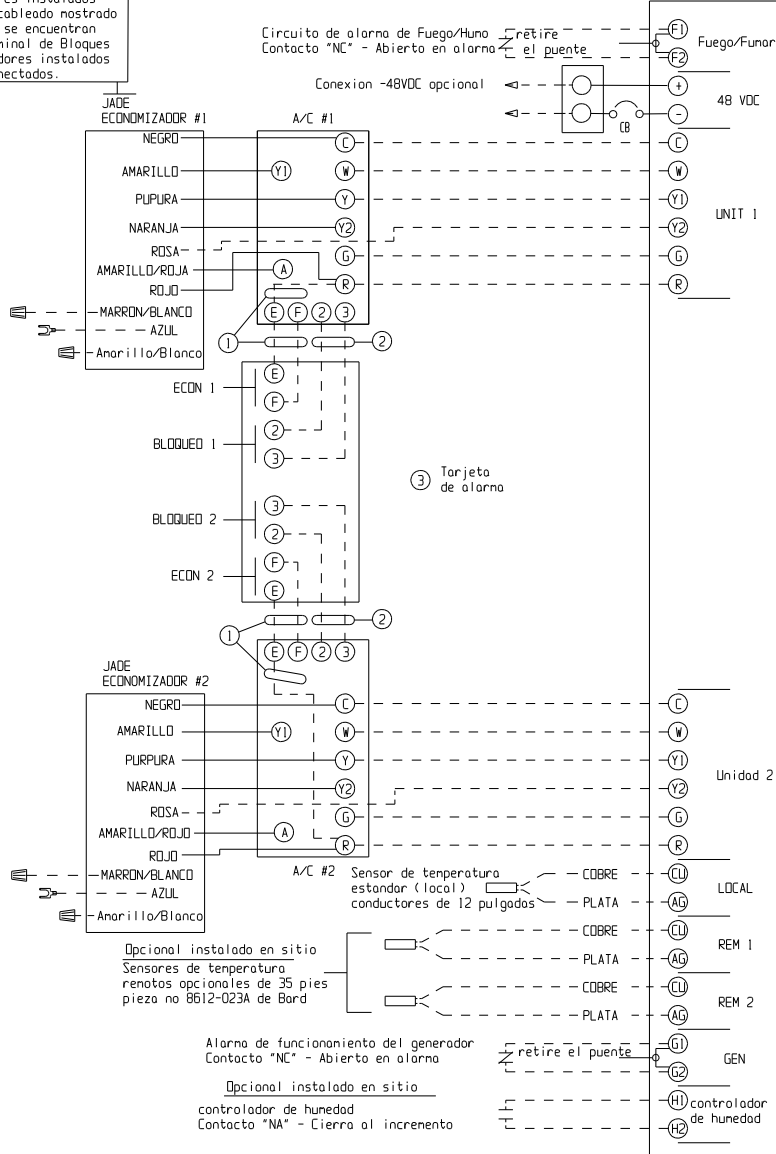 cableado mostrado
se encuentran
JADE
ECONOMIZADOR #1
NEGRO
AMARILLO
PUPURA
NARANJA
ROSA
AMARILLO/ROJA
ROJO
MARRON/BLANCO
AZUL
Amarillo/Blanco
A/C #1
C
Y1
W
Y
Y2
G
A
R
E F 2 3
1
2
Circuito de alarma de Fuego/Humo
Contacto "NC" - Abierto en alarma
retire
el puente
Conexion -48VDC opcional
CB
F1
F2
Fuego/Fumar
+
-
48 VDC
C
W
Y1
Y2
G
R
UNIT 1
ECON 1
E
F
BLOQUEO 1
2
3
BLOQUEO 2
3
2
ECON 2
F
E
3 Tarjeta
de alarma
1
2
E F 2 3
JADE
ECONOMIZADOR #2
NEGRO
AMARILLO
PURPURA
NARANJA
ROSA
AMARILLO/ROJO
ROJO
MARRON/BLANCO
AZUL
Amarillo/Blanco
C
Y1
W
Y
Y2
G
A
R
A/C #2
C
W
Y1
Y2
G
R
Unidad 2
Sensor de temperatura
estandar (local)
conductores de 12 pulgadas
COBRE
PLATA
CU
AG
LOCAL
Opcional instalado en sitio
Sensores de temperatura
remotos opcionales de 35 pies
pieza no 8612-023A de Bard
COBRE
PLATA
CU
AG
REM 1
COBRE
PLATA
CU
AG
REM 2
Alarma de funcionamiento del generador
Contacto "NC" - Abierto en alarma
retire el puente
G1
G2
GEN
Opcional instalado en sitio
controlador de humedad
Contacto "NA" - Cierra al incremento
H1
H2
controlador
de humedad